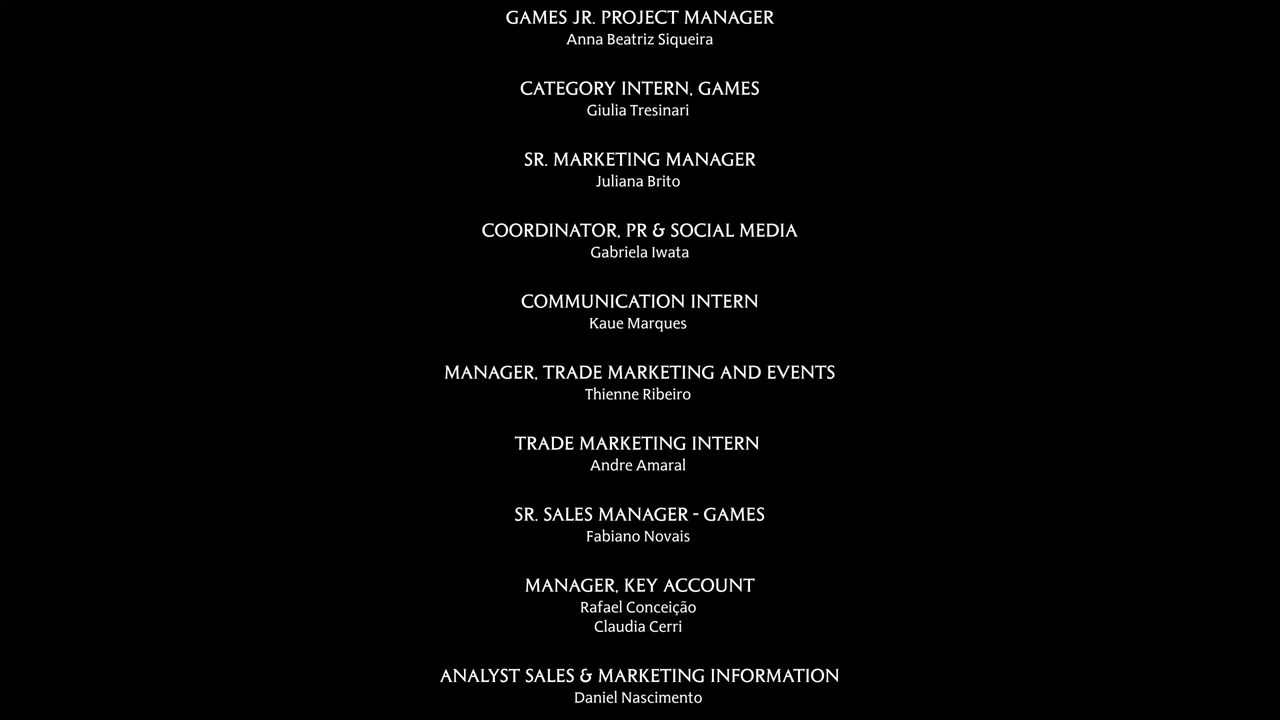 GAMES JR. PROJECT MANAGER
Anna Beatriz Siqueira
CATEGORY INTERN, GAMES
Giulia Tresinari
SR. MARKETING MANAGER
Juliana Brito
COORDINATOR, PR & SOCIAL MEDIA
Gabriela Iwata
COMMUNICATION INTERN
Kaue Marques
MANAGER, TRADE MARKETING AND EVENTS
Thienne Ribeiro
TRADE MARKETING INTERN
Andre Amaral
SR. SALES MANAGER - GAMES
Fabiano Novais
MANAGER, KEY ACCOUNT
Rafael Conceição
Claudia Cerri
ANALYST SALES & MARKETING INFORMATION
Daniel Nascimento